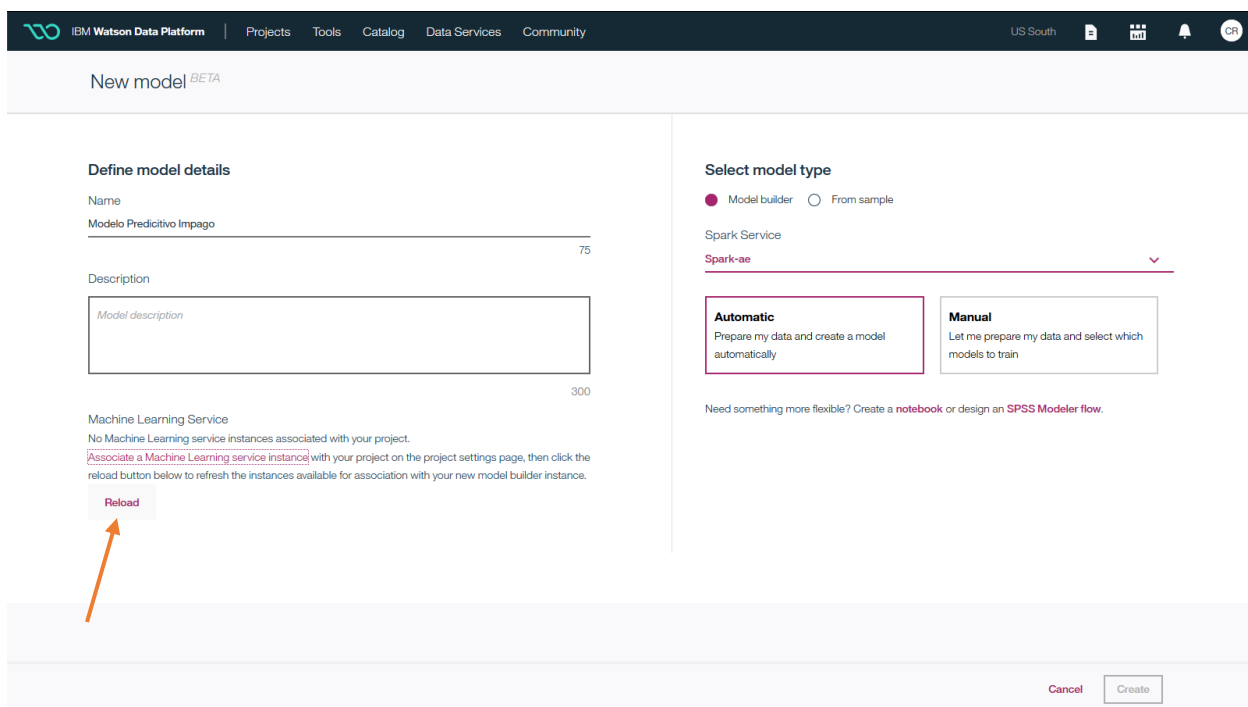 IBM Watson Data Platform
Projects
Tools
Catalog
Data Services
Community
US South
CR
New model BETA
Define model details
Name
Modelo Predicitivo Impago
75
Description
Model description
300
Machine Learning Service
No Machine Learning service instances associated with your project.
Associate a Machine Learning service instance with your project on the project settings page, then click the
reload button below to refresh the instances available for association with your new model builder instance.
Reload
Select model type
Model builder
From sample
Spark Service
Spark-ae
Automatic
Prepare my data and create a model
automatically
Manual
Let me prepare my data and select which
models to train
Need something more flexible? Create a notebook or design an SPSS Modeler flow.
Cancel
Create